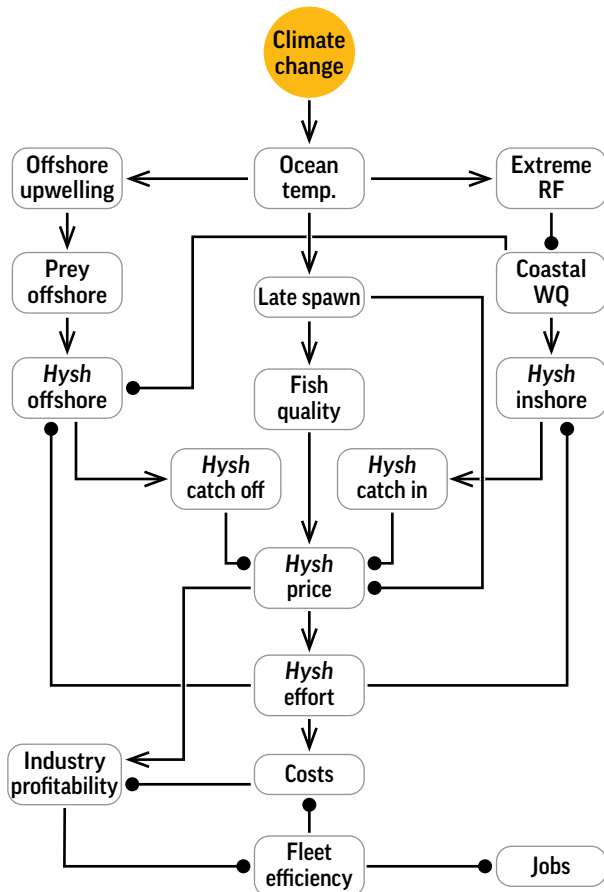 Climate
change
Offshore
upwelling
Ocean
temp.
Extreme
RF
Prey
offshore
Late spawn
Coastal
WQ
Hysh
offshore
Fish
quality
Hysh
inshore
Hysh
catch off
Hysh
catch in
Hysh
price
Hysh
effort
Industry
profitability
Costs
Fleet
efficiency
Jobs